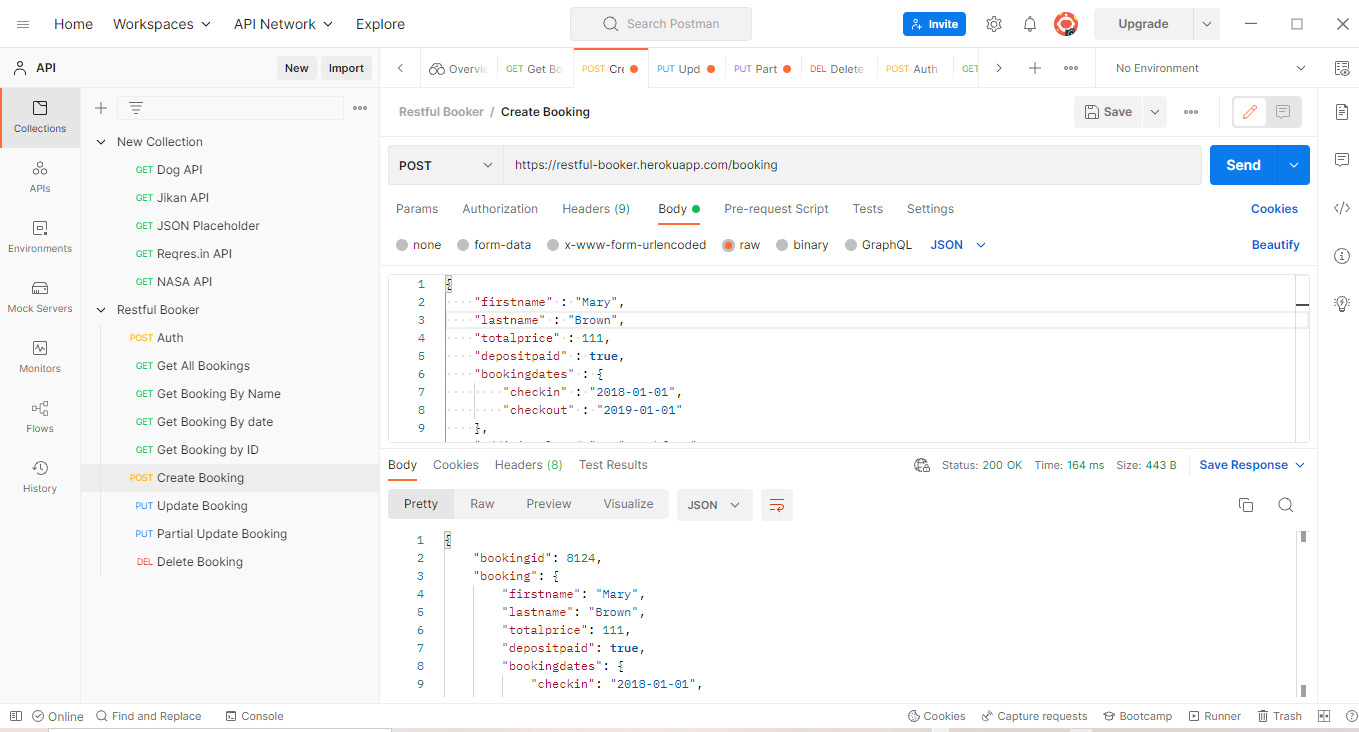 Home Workspaces API Network Explore Search Postman Invite Upgrade
API New Import Overvie GET Get Bo POST Cre PUT Upd PUT Part DEL Delete POST Auth GET No Environment
Restful Booker / Create Booking Save
Collections
APIs
Environments
Mock Servers
Monitors
Flows
History
New Collection
GET Dog API
GET Jikan API
GET JSON Placeholder
GET Reqres.in API
GET NASA API
Restful Booker
POST Auth
GET Get All Bookings
GET Get Booking By Name
GET Get Booking By date
GET Get Booking by ID
POST Create Booking
PUT Update Booking
PUT Partial Update Booking
DEL Delete Booking
POST https://restful-booker.herokuapp.com/booking Send
Params Authorization Headers (9) Body Pre-request Script Tests Settings Cookies
none form-data x-www-form-urlencoded raw binary GraphQL JSON Beautify
1 {
2 "firstname" : "Mary",
3 "lastname" : "Brown",
4 "totalprice" : 111,
5 "depositpaid" : true,
6 "bookingdates" : {
7 "checkin" : "2018-01-01",
8 "checkout" : "2019-01-01"
9 },
Body Cookies Headers (8) Test Results Status: 200 OK Time: 164 ms Size: 443 B Save Response
Pretty Raw Preview Visualize JSON
1 {
2 "bookingid": 8124,
3 "booking": {
4 "firstname": "Mary",
5 "lastname": "Brown",
6 "totalprice": 111,
7 "depositpaid": true,
8 "bookingdates": {
9 "checkin": "2018-01-01",
Online Find and Replace Console Cookies Capture requests Bootcamp Runner Trash